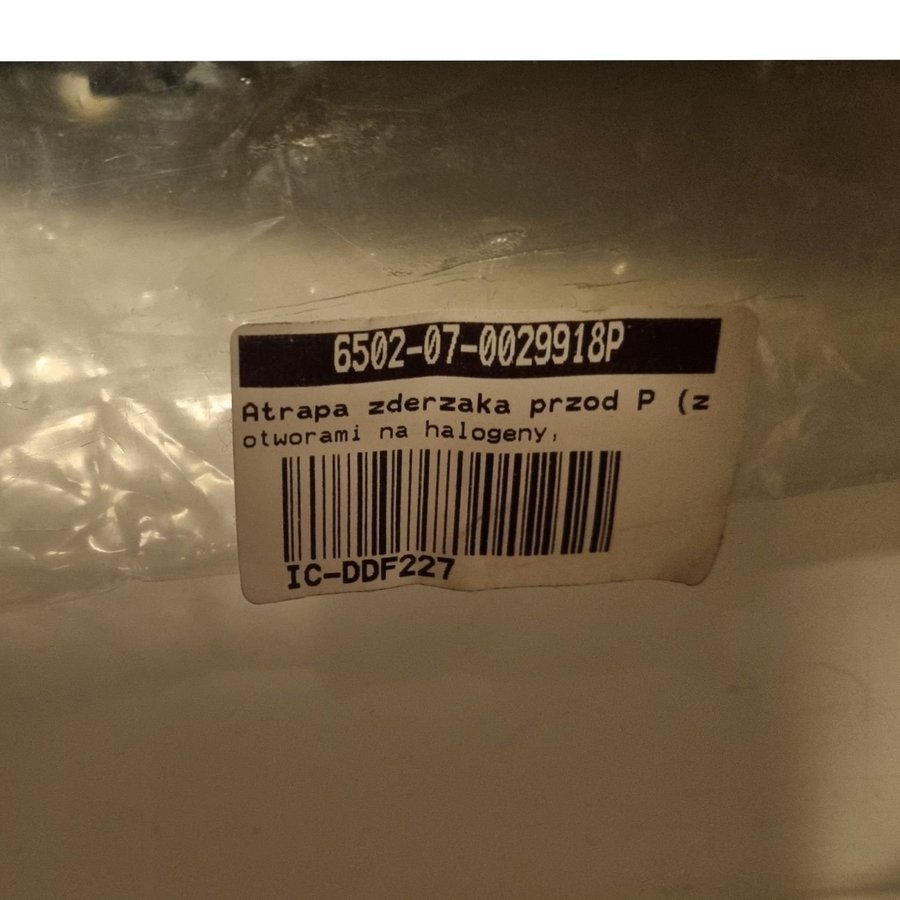 6502-07-0029918P
Atrapa zderzaka przod P (z
otworami na halogeny,
IC-DDF227